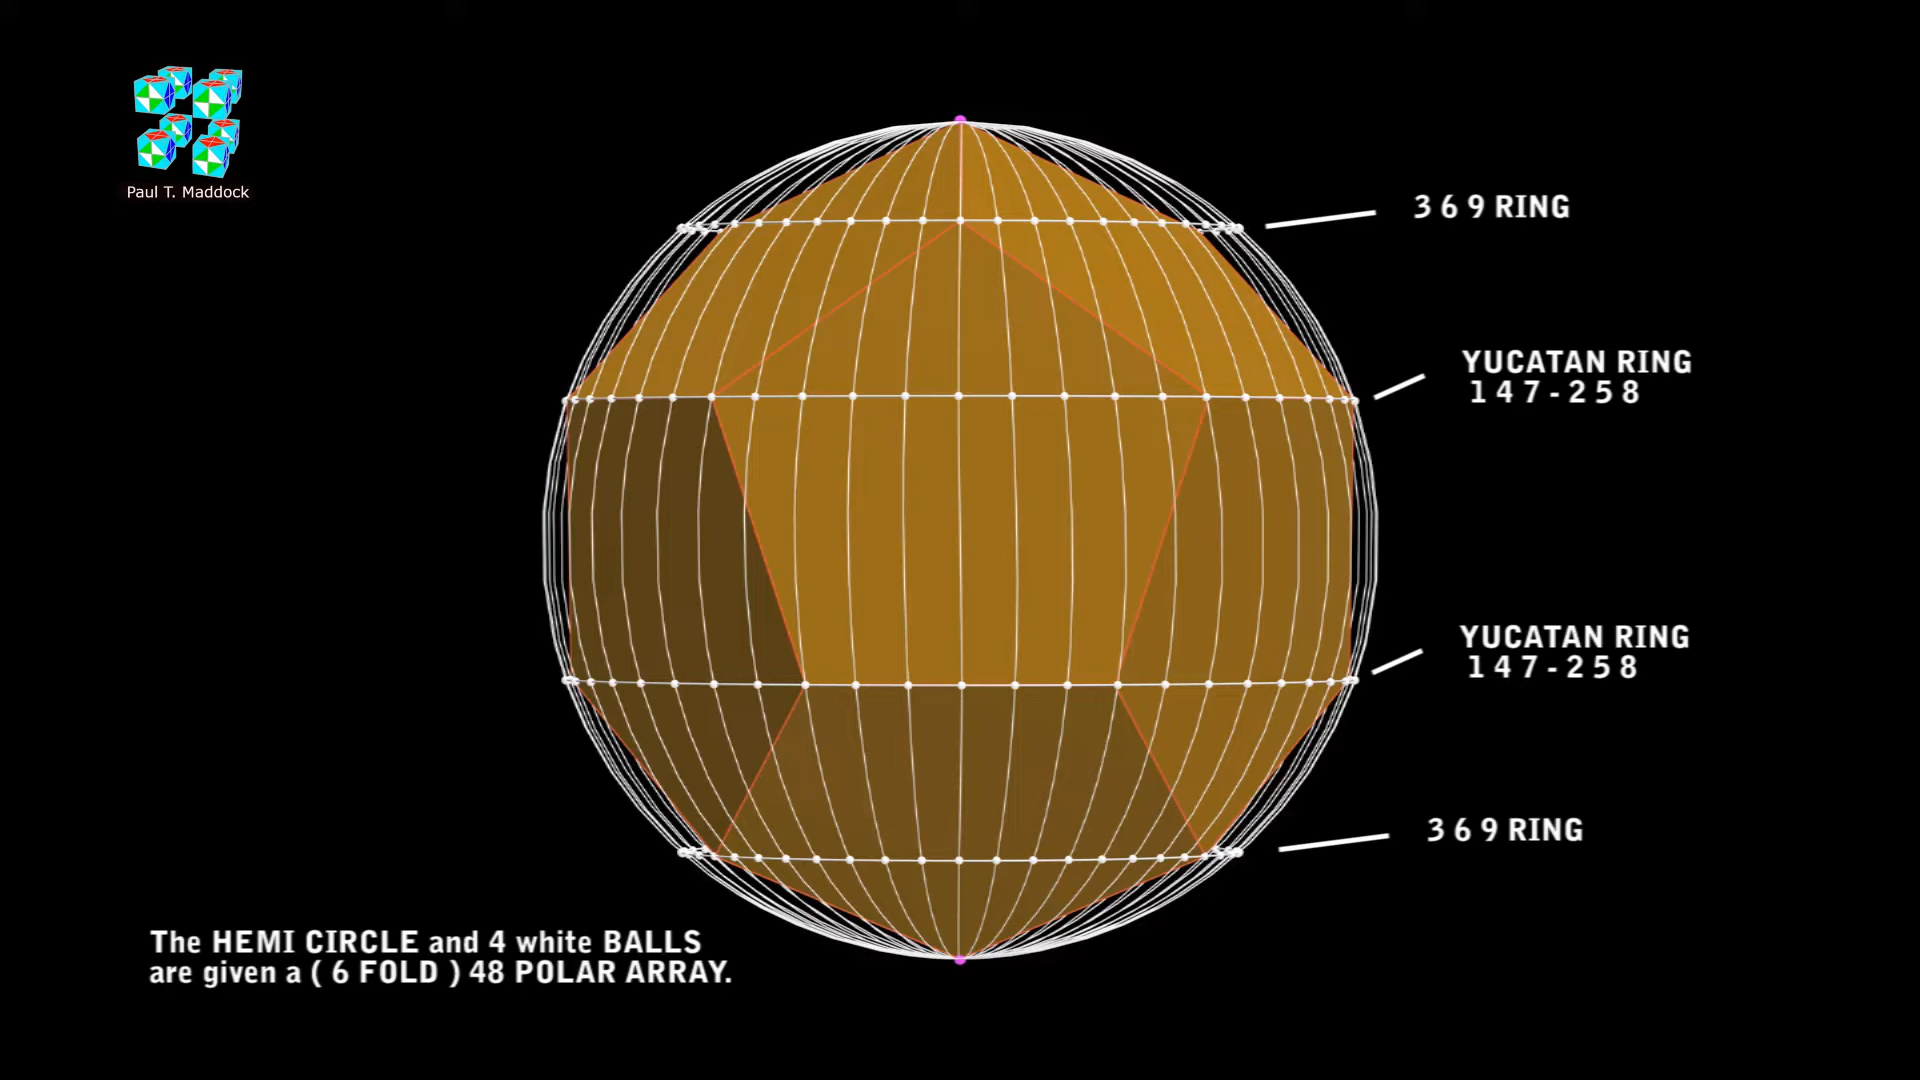 Paul T. Maddock
3 6 9 RING
YUCATAN RING
1 4 7 - 2 5 8
YUCATAN RING
1 4 7 - 2 5 8
3 6 9 RING
The HEMI CIRCLE and 4 white BALLS
are given a ( 6 FOLD ) 48 POLAR ARRAY.